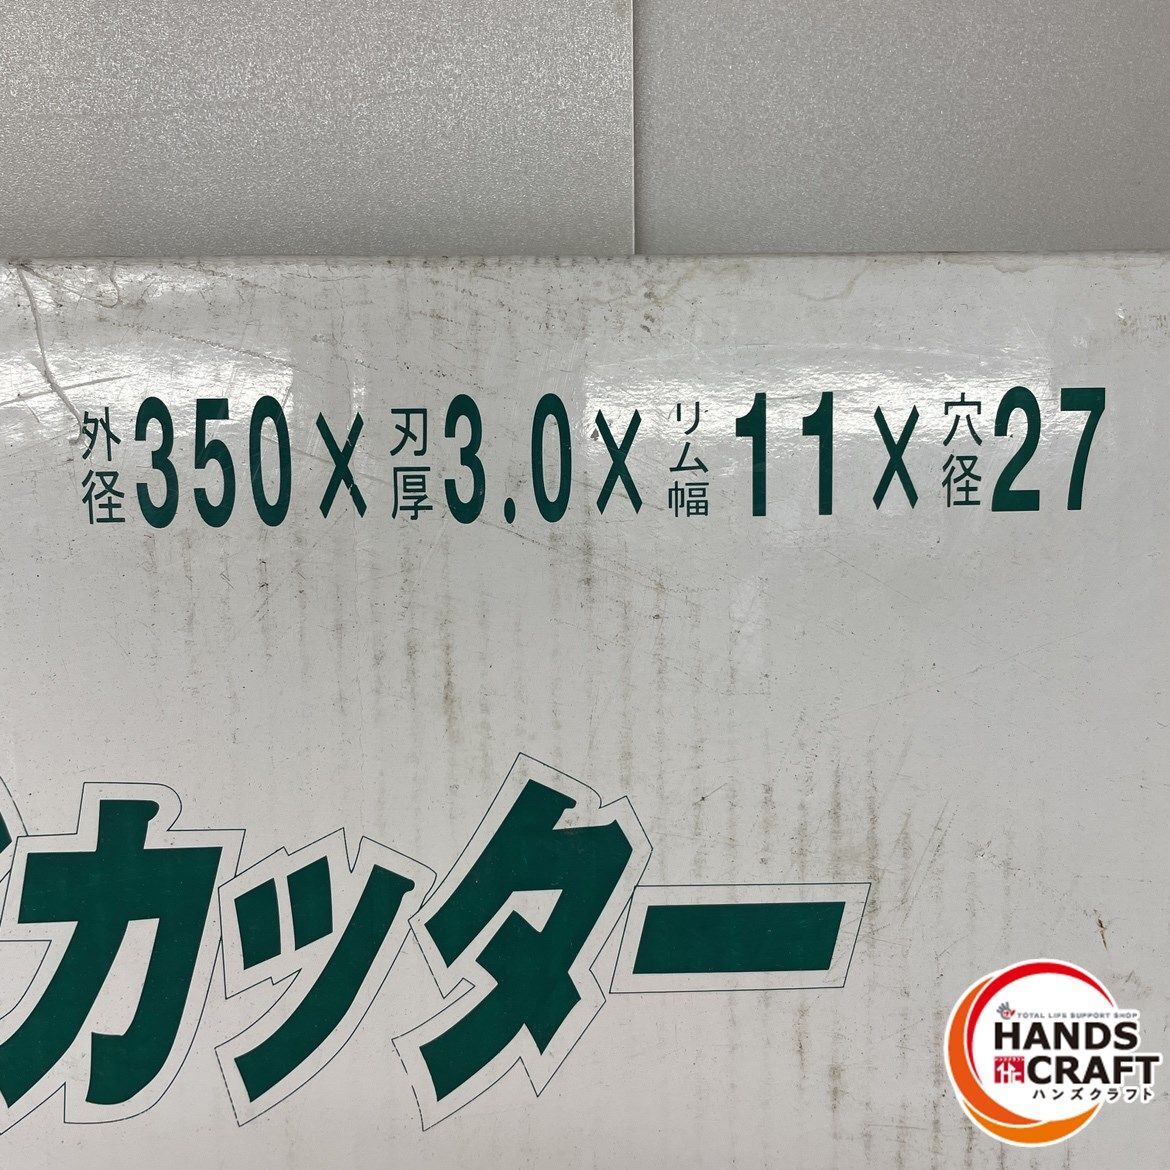 外径350×刃厚3.0×リム幅11×穴径27
カッター
TOTAL LIFE SUPPORT SHOP
HANDS
CRAFT
ハンズクラフト